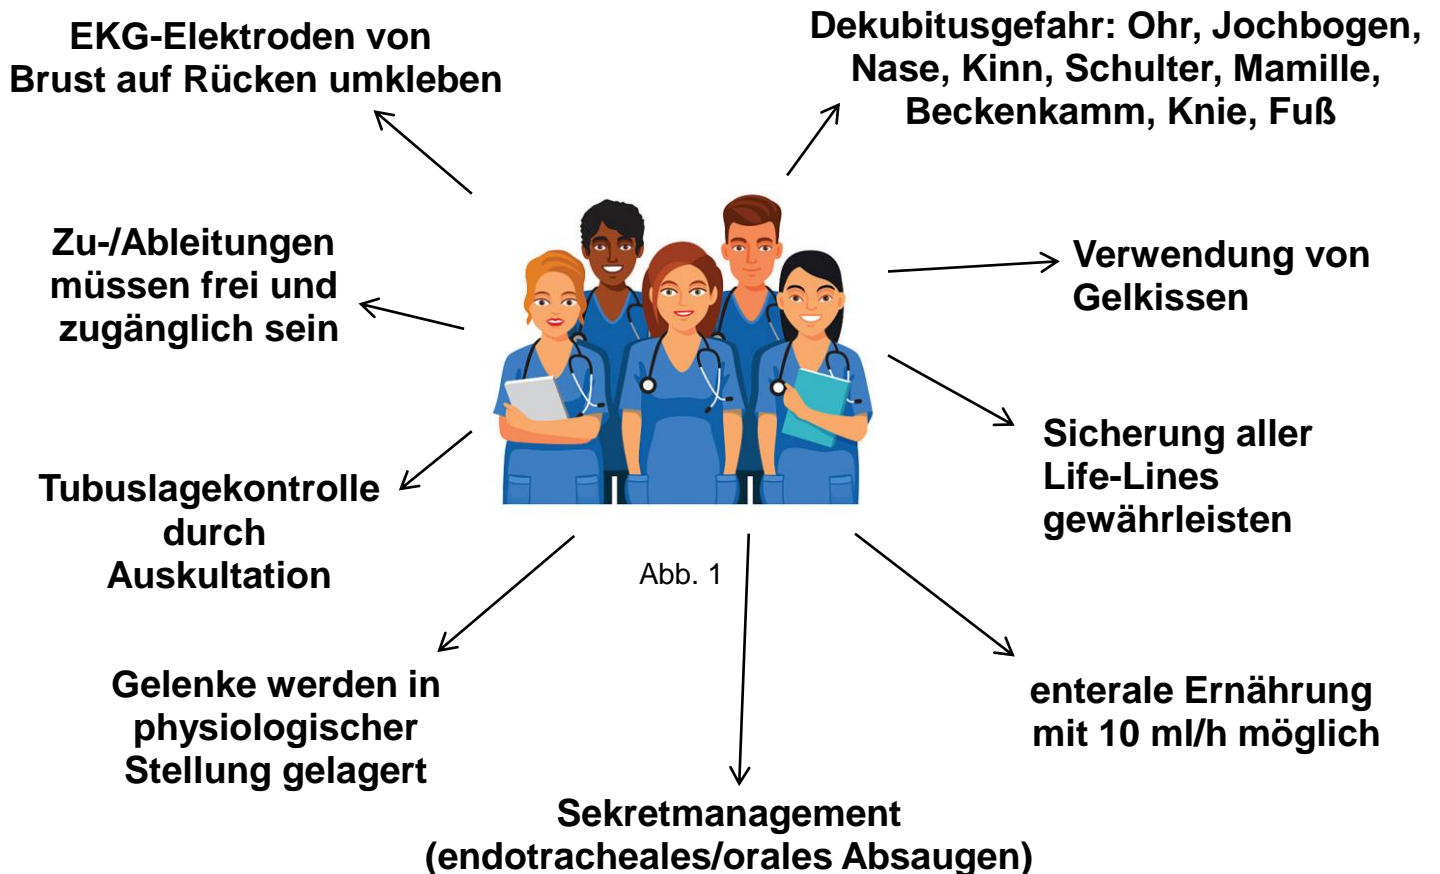 EKG-Elektroden von
Brust auf Rücken umkleben
Dekubitusgefahr: Ohr, Jochbogen,
Nase, Kinn, Schulter, Mamille,
Beckenkamm, Knie, Fuß
Zu-/Ableitungen
müssen frei und
zugänglich sein
Verwendung von
Gelkissen
Tubuslagekontrolle
durch
Auskultation
Sicherung aller
Life-Lines
gewährleisten
Abb. 1
Gelenke werden in
physiologischer
Stellung gelagert
enterale Ernährung
mit 10 ml/h möglich
Sekretmanagement
(endotracheales/orales Absaugen)